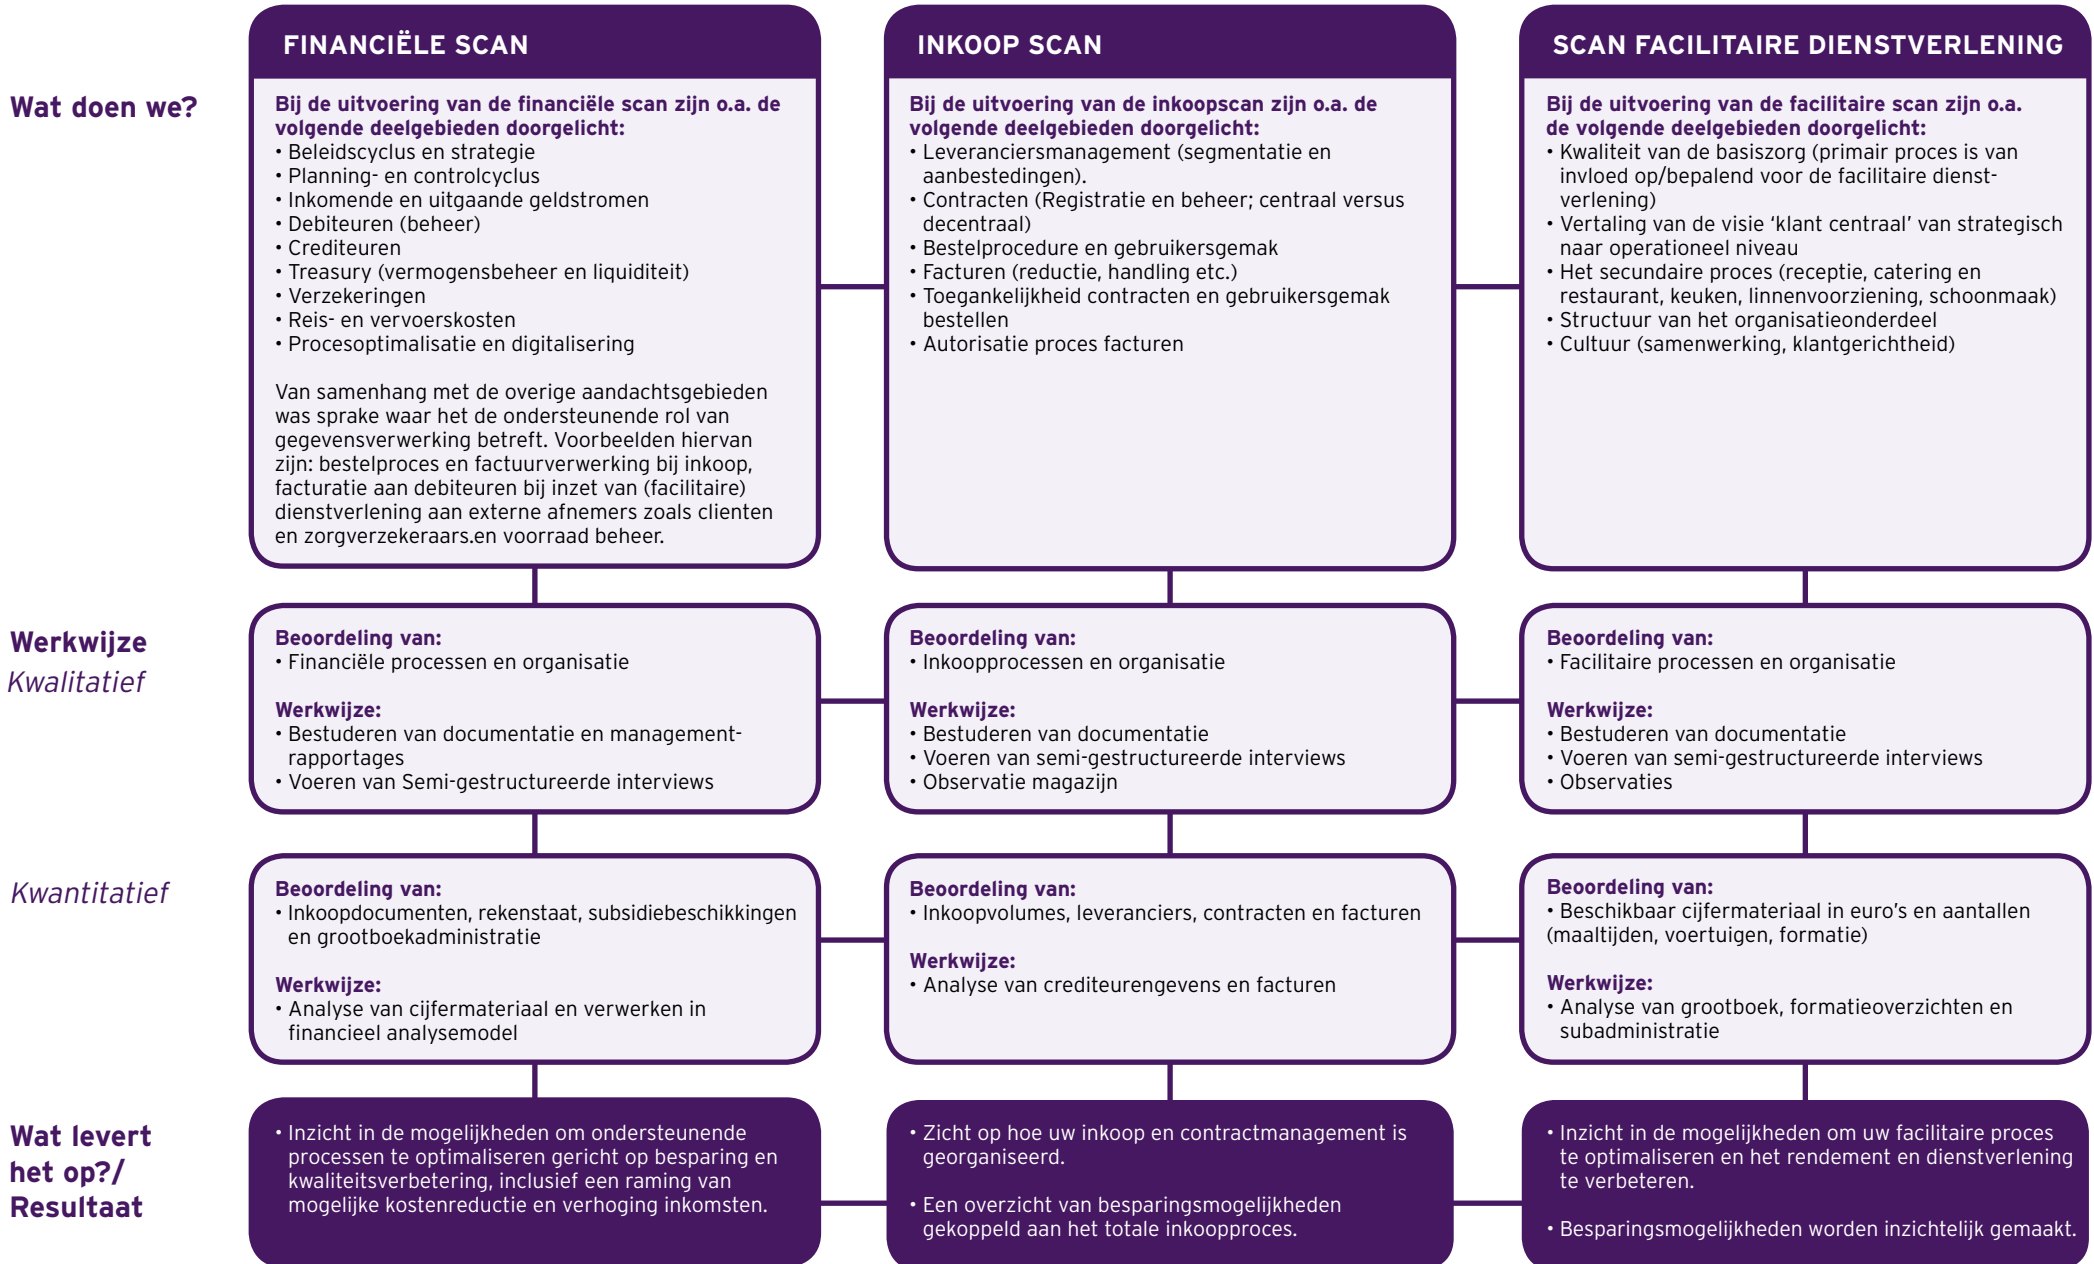 FINANCIËLE SCAN
INKOOP SCAN
SCAN FACILITAIRE DIENSTVERLENING
Wat doen we?
Bij de uitvoering van de financiële scan zijn o.a. de
volgende deelgebieden doorgelicht:
• Beleidscyclus en strategie
• Planning- en controlcyclus
• Inkomende en uitgaande geldstromen
• Debiteuren (beheer)
• Crediteuren
• Treasury (vermogensbeheer en liquiditeit)
• Verzekeringen
• Reis- en vervoerskosten
• Procesoptimalisatie en digitalisering
Van samenhang met de overige aandachtsgebieden
was sprake waar het de ondersteunende rol van
gegevensverwerking betreft. Voorbeelden hiervan
zijn: bestelproces en factuurverwerking bij inkoop,
facturatie aan debiteuren bij inzet van (facilitaire)
dienstverlening aan externe afnemers zoals clienten
en zorgverzekeraars.en voorraad beheer.
Bij de uitvoering van de inkoopscan zijn o.a. de
volgende deelgebieden doorgelicht:
• Leveranciersmanagement (segmentatie en
aanbestedingen).
• Contracten (Registratie en beheer; centraal versus
decentraal)
• Bestelprocedure en gebruikersgemak
• Facturen (reductie, handling etc.)
• Toegankelijkheid contracten en gebruikersgemak
bestellen
• Autorisatie proces facturen
Bij de uitvoering van de facilitaire scan zijn o.a.
de volgende deelgebieden doorgelicht:
• Kwaliteit van de basiszorg (primair proces is van
invloed op/bepalend voor de facilitaire dienst-
verlening)
• Vertaling van de visie ‘klant centraal’ van strategisch
naar operationeel niveau
• Het secundaire proces (receptie, catering en
restaurant, keuken, linnenvoorziening, schoonmaak)
• Structuur van het organisatieonderdeel
• Cultuur (samenwerking, klantgerichtheid)
Werkwijze
Kwalitatief
Beoordeling van:
• Financiële processen en organisatie
Werkwijze:
• Bestuderen van documentatie en management-
rapportages
• Voeren van Semi-gestructureerde interviews
Beoordeling van:
• Inkoopprocessen en organisatie
Werkwijze:
• Bestuderen van documentatie
• Voeren van semi-gestructureerde interviews
• Observatie magazijn
Beoordeling van:
• Facilitaire processen en organisatie
Werkwijze:
• Bestuderen van documentatie
• Voeren van semi-gestructureerde interviews
• Observaties
Kwantitatief
Beoordeling van:
• Inkoopdocumenten, rekenstaat, subsidiebeschikkingen
en grootboekadministratie
Werkwijze:
• Analyse van cijfermateriaal en verwerken in
financieel analysemodel
Beoordeling van:
• Inkoopvolumes, leveranciers, contracten en facturen
Werkwijze:
• Analyse van crediteurengevens en facturen
Beoordeling van:
• Beschikbaar cijfermateriaal in euro’s en aantallen
(maaltijden, voertuigen, formatie)
Werkwijze:
• Analyse van grootboek, formatieoverzichten en
subadministratie
Wat levert
het op?/
Resultaat
• Inzicht in de mogelijkheden om ondersteunende
processen te optimaliseren gericht op besparing en
kwaliteitsverbetering, inclusief een raming van
mogelijke kostenreductie en verhoging inkomsten.
• Zicht op hoe uw inkoop en contractmanagement is
georganiseerd.
• Een overzicht van besparingsmogelijkheden
gekoppeld aan het totale inkoopproces.
• Inzicht in de mogelijkheden om uw facilitaire proces
te optimaliseren en het rendement en dienstverlening
te verbeteren.
• Besparingsmogelijkheden worden inzichtelijk gemaakt.